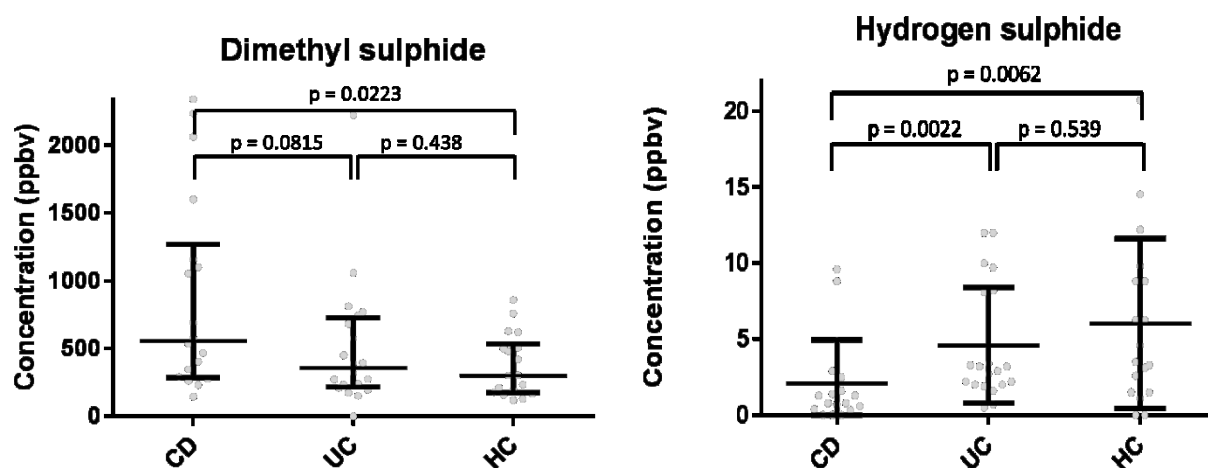 Dimethyl sulphide
p = 0.0223
p = 0.0815
p = 0.438
Concentration (ppbv)
2000
1500
1000
500
0
CD
UC
HC
Hydrogen sulphide
p = 0.0062
p = 0.0022
p = 0.539
Concentration (ppbv)
20
15
10
5
0
CD
UC
HC